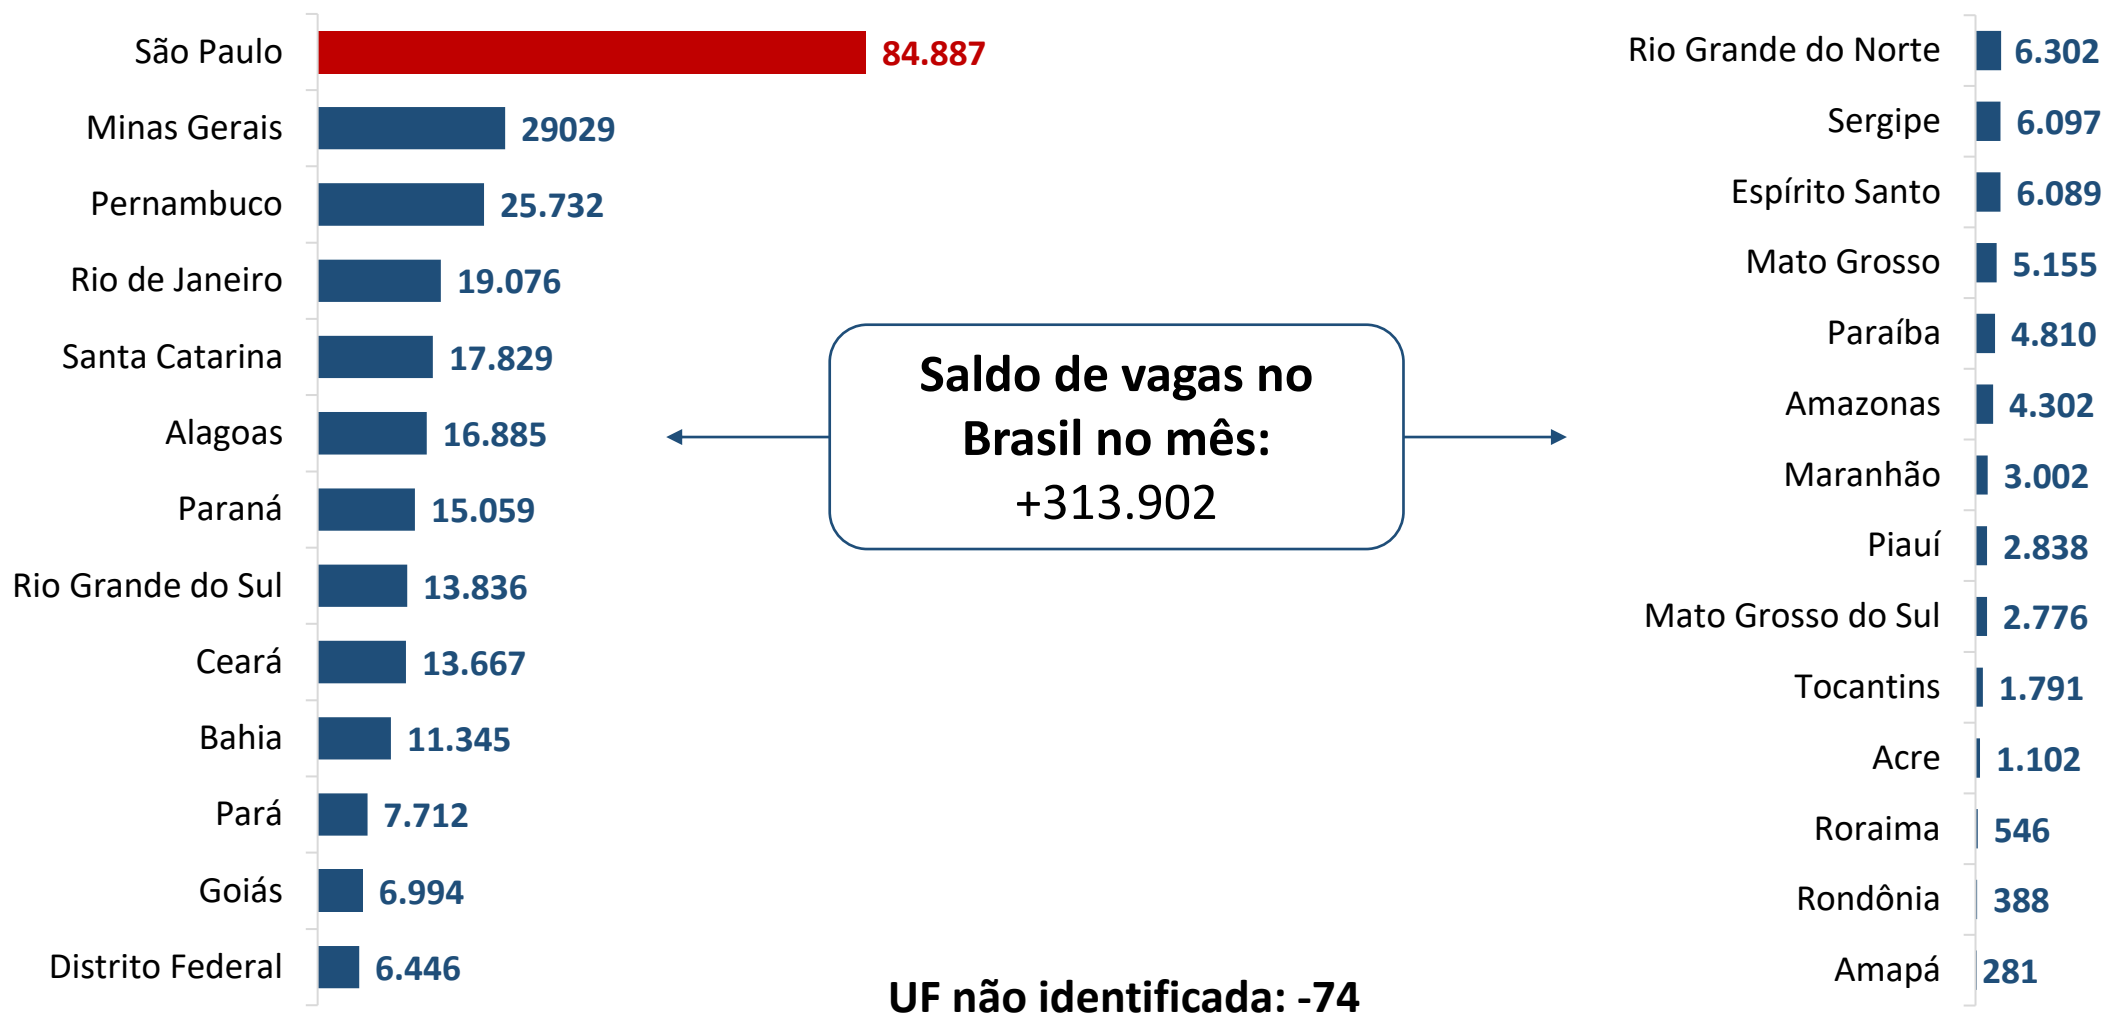 São Paulo 84.887
Minas Gerais 29029
Pernambuco 25.732
Rio de Janeiro 19.076
Santa Catarina 17.829
Alagoas 16.885
Paraná 15.059
Rio Grande do Sul 13.836
Ceará 13.667
Bahia 11.345
Pará 7.712
Goiás 6.994
Distrito Federal 6.446
Saldo de vagas no
Brasil no mês:
+313.902
UF não identificada: -74
Rio Grande do Norte 6.302
Sergipe 6.097
Espírito Santo 6.089
Mato Grosso 5.155
Paraíba 4.810
Amazonas 4.302
Maranhão 3.002
Piauí 2.838
Mato Grosso do Sul 2.776
Tocantins 1.791
Acre 1.102
Roraima 546
Rondônia 388
Amapá 281